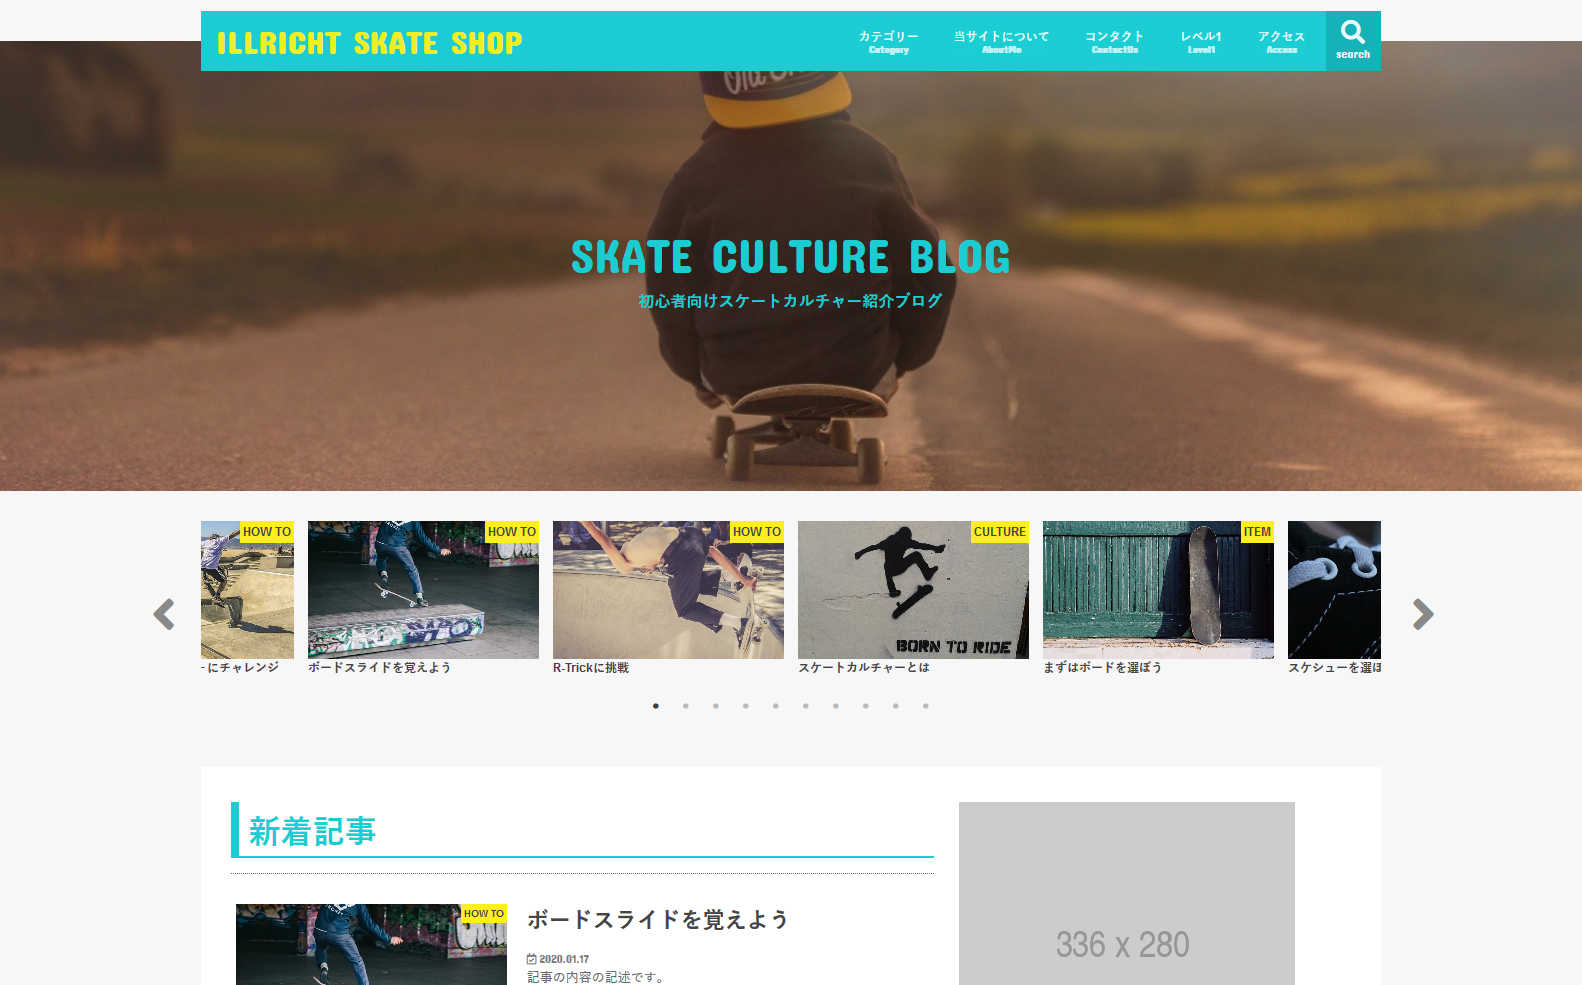 ILLRICHT SKATE SHOP
カテゴリー
Category
当サイトについて
AboutMe
コンタクト
ContactUs
レベル1
Level1
アクセス
Access
search
SKATE CULTURE BLOG
初心者向けスケートカルチャー紹介ブログ
HOW TO
HOW TO
HOW TO
CULTURE
ITEM
BORN TO RIDE
ーにチャレンジ
ボードスライドを覚えよう
R-Trickに挑戦
スケートカルチャーとは
まずはボードを選ぼう
スケシューを選ぼ
新着記事
HOW TO
ボードスライドを覚えよう
2020.01.17
記事の内容の記述です。
336 x 280